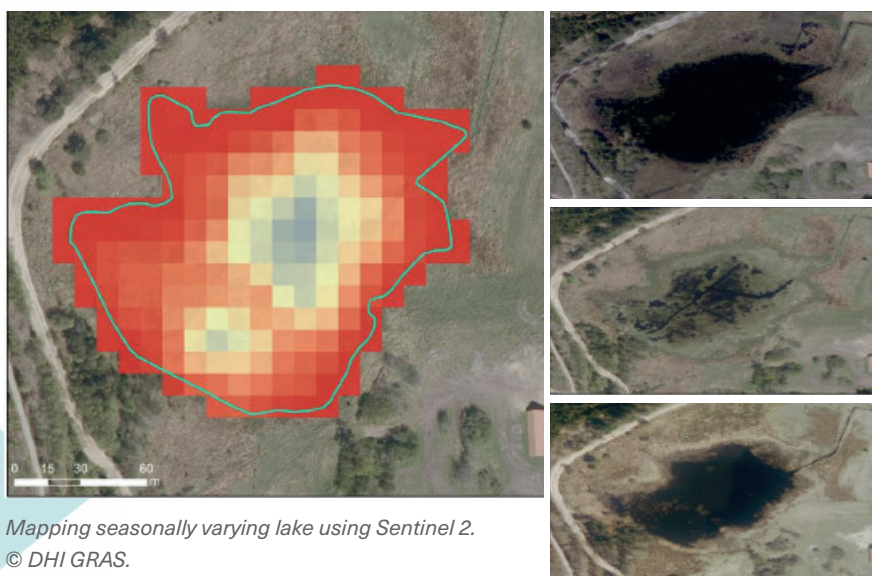 0 15 30 60
m
Mapping seasonally varying lake using Sentinel 2.
© DHI GRAS.